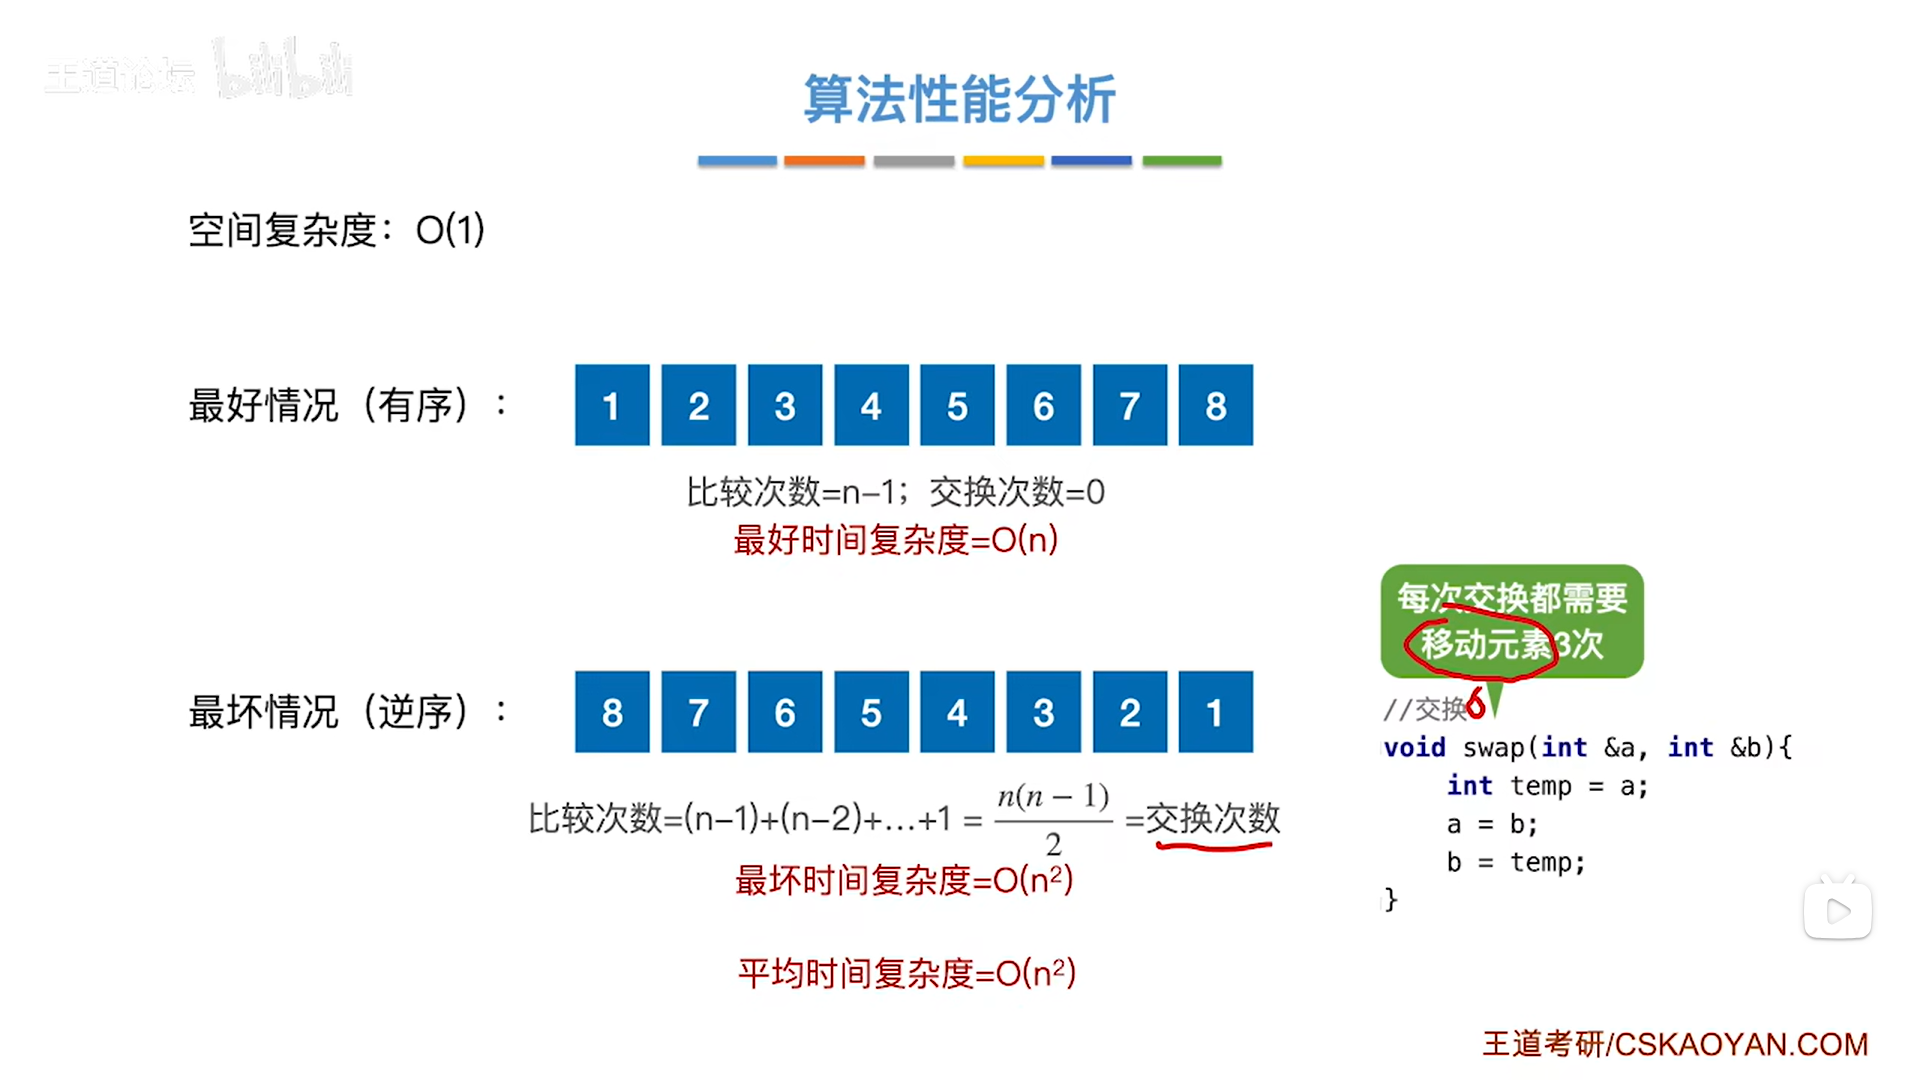 王道论坛 bilibili
算法性能分析
空间复杂度：O(1)
最好情况（有序）：
1 2 3 4 5 6 7 8
比较次数=n-1；交换次数=0
最好时间复杂度=O(n)
最坏情况（逆序）：
8 7 6 5 4 3 2 1
比较次数=(n-1)+(n-2)+…+1 = n(n − 1)/2 =交换次数
最坏时间复杂度=O(n²)
平均时间复杂度=O(n²)
每次交换都需要
移动元素3次
//交换
void swap(int &a, int &b){
    int temp = a;
    a = b;
    b = temp;
}
王道考研/CSKAOYAN.COM